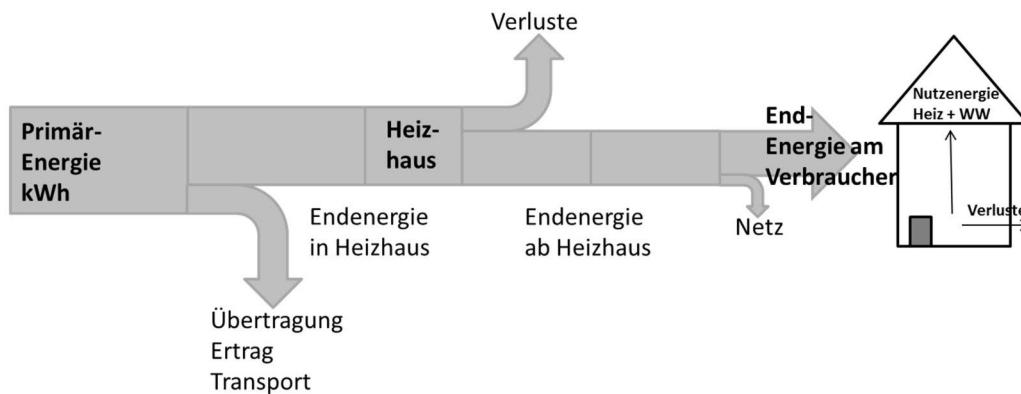 Verluste
Primär-
Energie
kWh
Heiz-
haus
End-
Energie am
Verbraucher
Nutzenergie
Heiz + WW
Verluste
Endenergie
in Heizhaus
Endenergie
ab Heizhaus
Netz
Übertragung
Ertrag
Transport